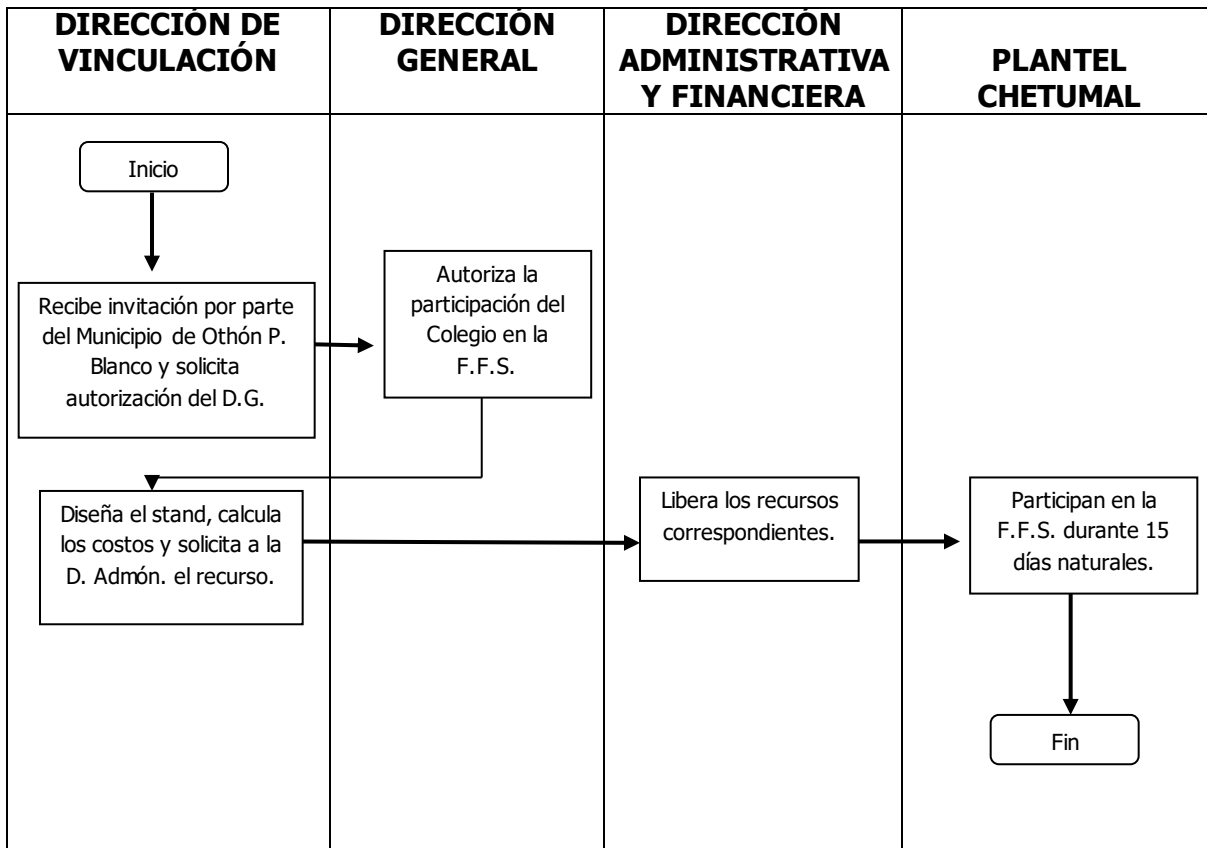 DIRECCIÓN DE
VINCULACIÓN
DIRECCIÓN
GENERAL
DIRECCIÓN
ADMINISTRATIVA
Y FINANCIERA
PLANTEL
CHETUMAL
Inicio
Recibe invitación por parte
del Municipio de Othón P.
Blanco y solicita
autorización del D.G.
Autoriza la
participación del
Colegio en la
F.F.S.
Diseña el stand, calcula
los costos y solicita a la
D. Admón. el recurso.
Libera los recursos
correspondientes.
Participan en la
F.F.S. durante 15
días naturales.
Fin